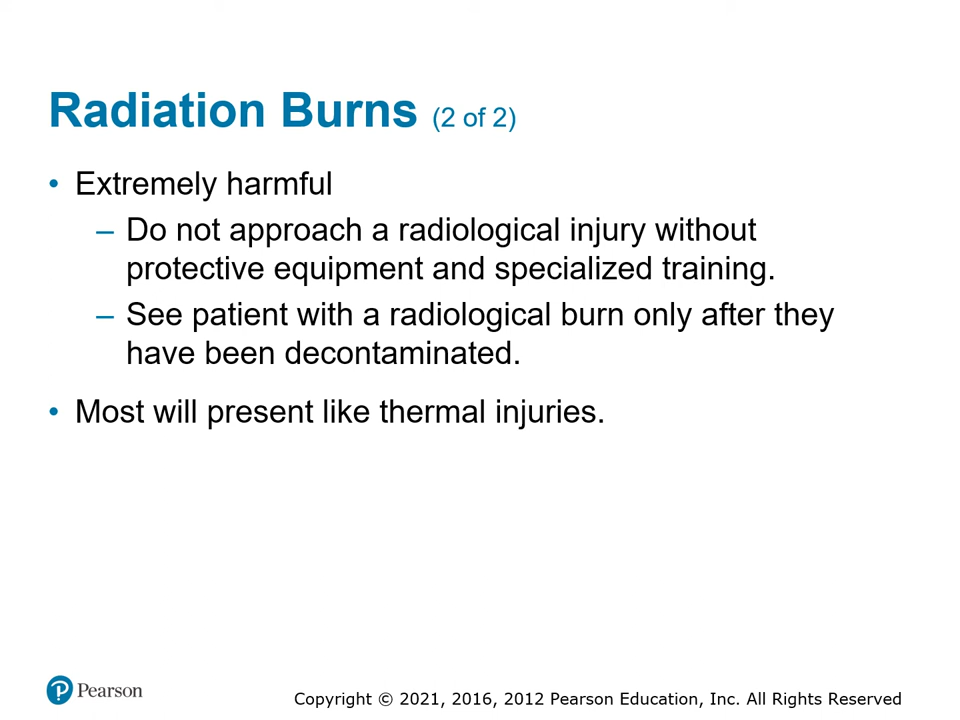 Radiation Burns (2 of 2)
• Extremely harmful
– Do not approach a radiological injury without
protective equipment and specialized training.
– See patient with a radiological burn only after they
have been decontaminated.
• Most will present like thermal injuries.
P Pearson
Copyright © 2021, 2016, 2012 Pearson Education, Inc. All Rights Reserved